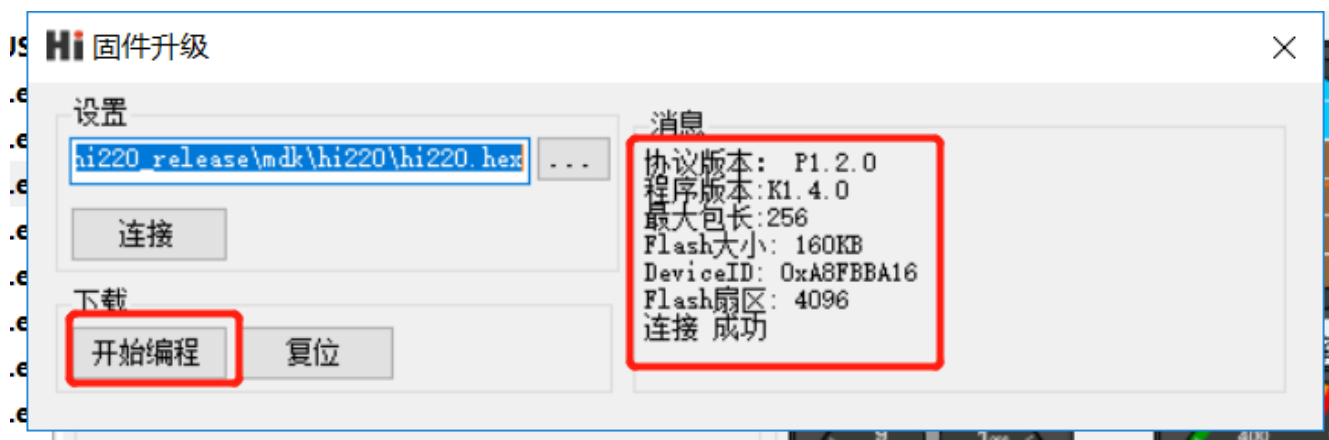 Hi 固件升级
设置
hi220_release\mdk\hi220\hi220.hex
...
连接
下载
开始编程
复位
消息
协议版本: P1.2.0
程序版本:K1.4.0
最大包长:256
Flash大小: 160KB
DeviceID: 0xA8FBBA16
Flash扇区: 4096
连接 成功